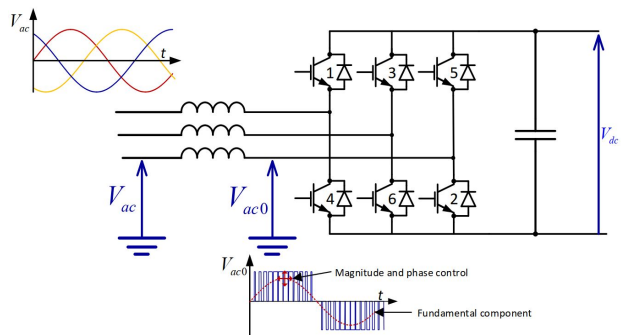 Vac
t
1
3
5
Vdc
Vac
Vac0
4
6
2
Vac0
Magnitude and phase control
t
Fundamental component